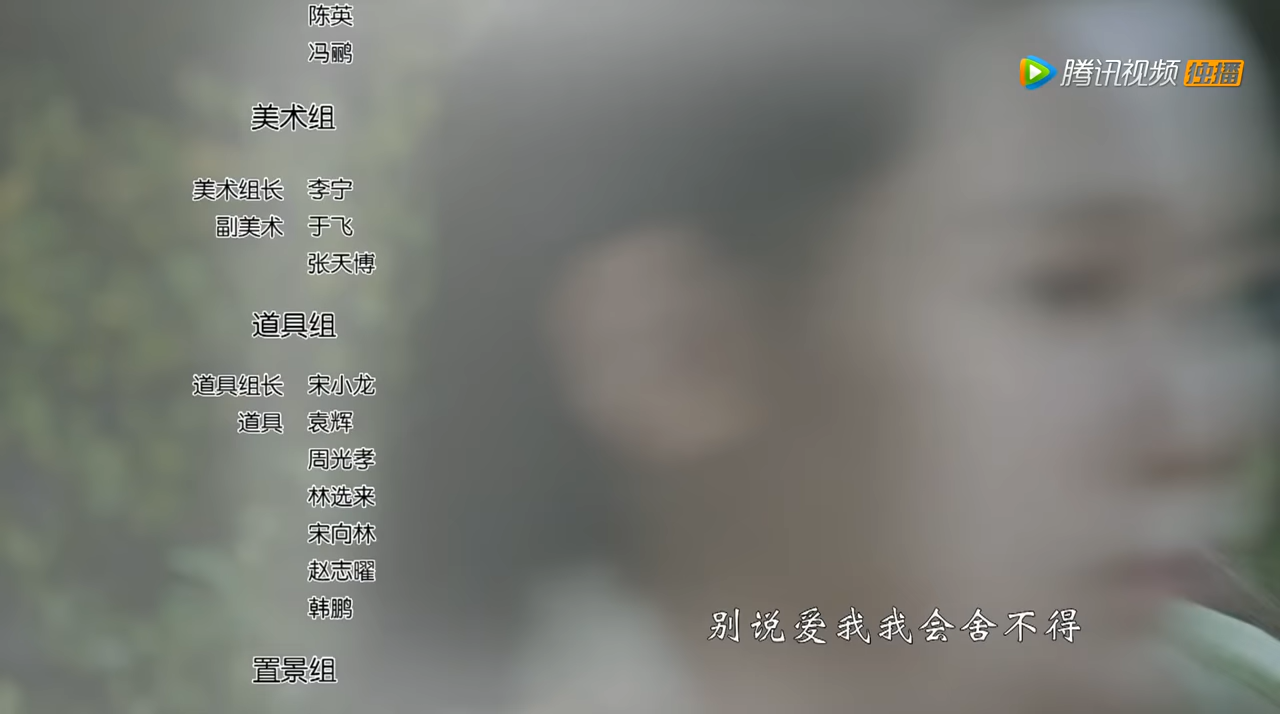 陈英
冯鹂
腾讯视频 独播
美术组
美术组长 李宁
副美术 于飞
张天博
道具组
道具组长 宋小龙
道具 袁辉
周光孝
林选来
宋向林
赵志曜
韩鹏
别说爱我我会舍不得
置景组